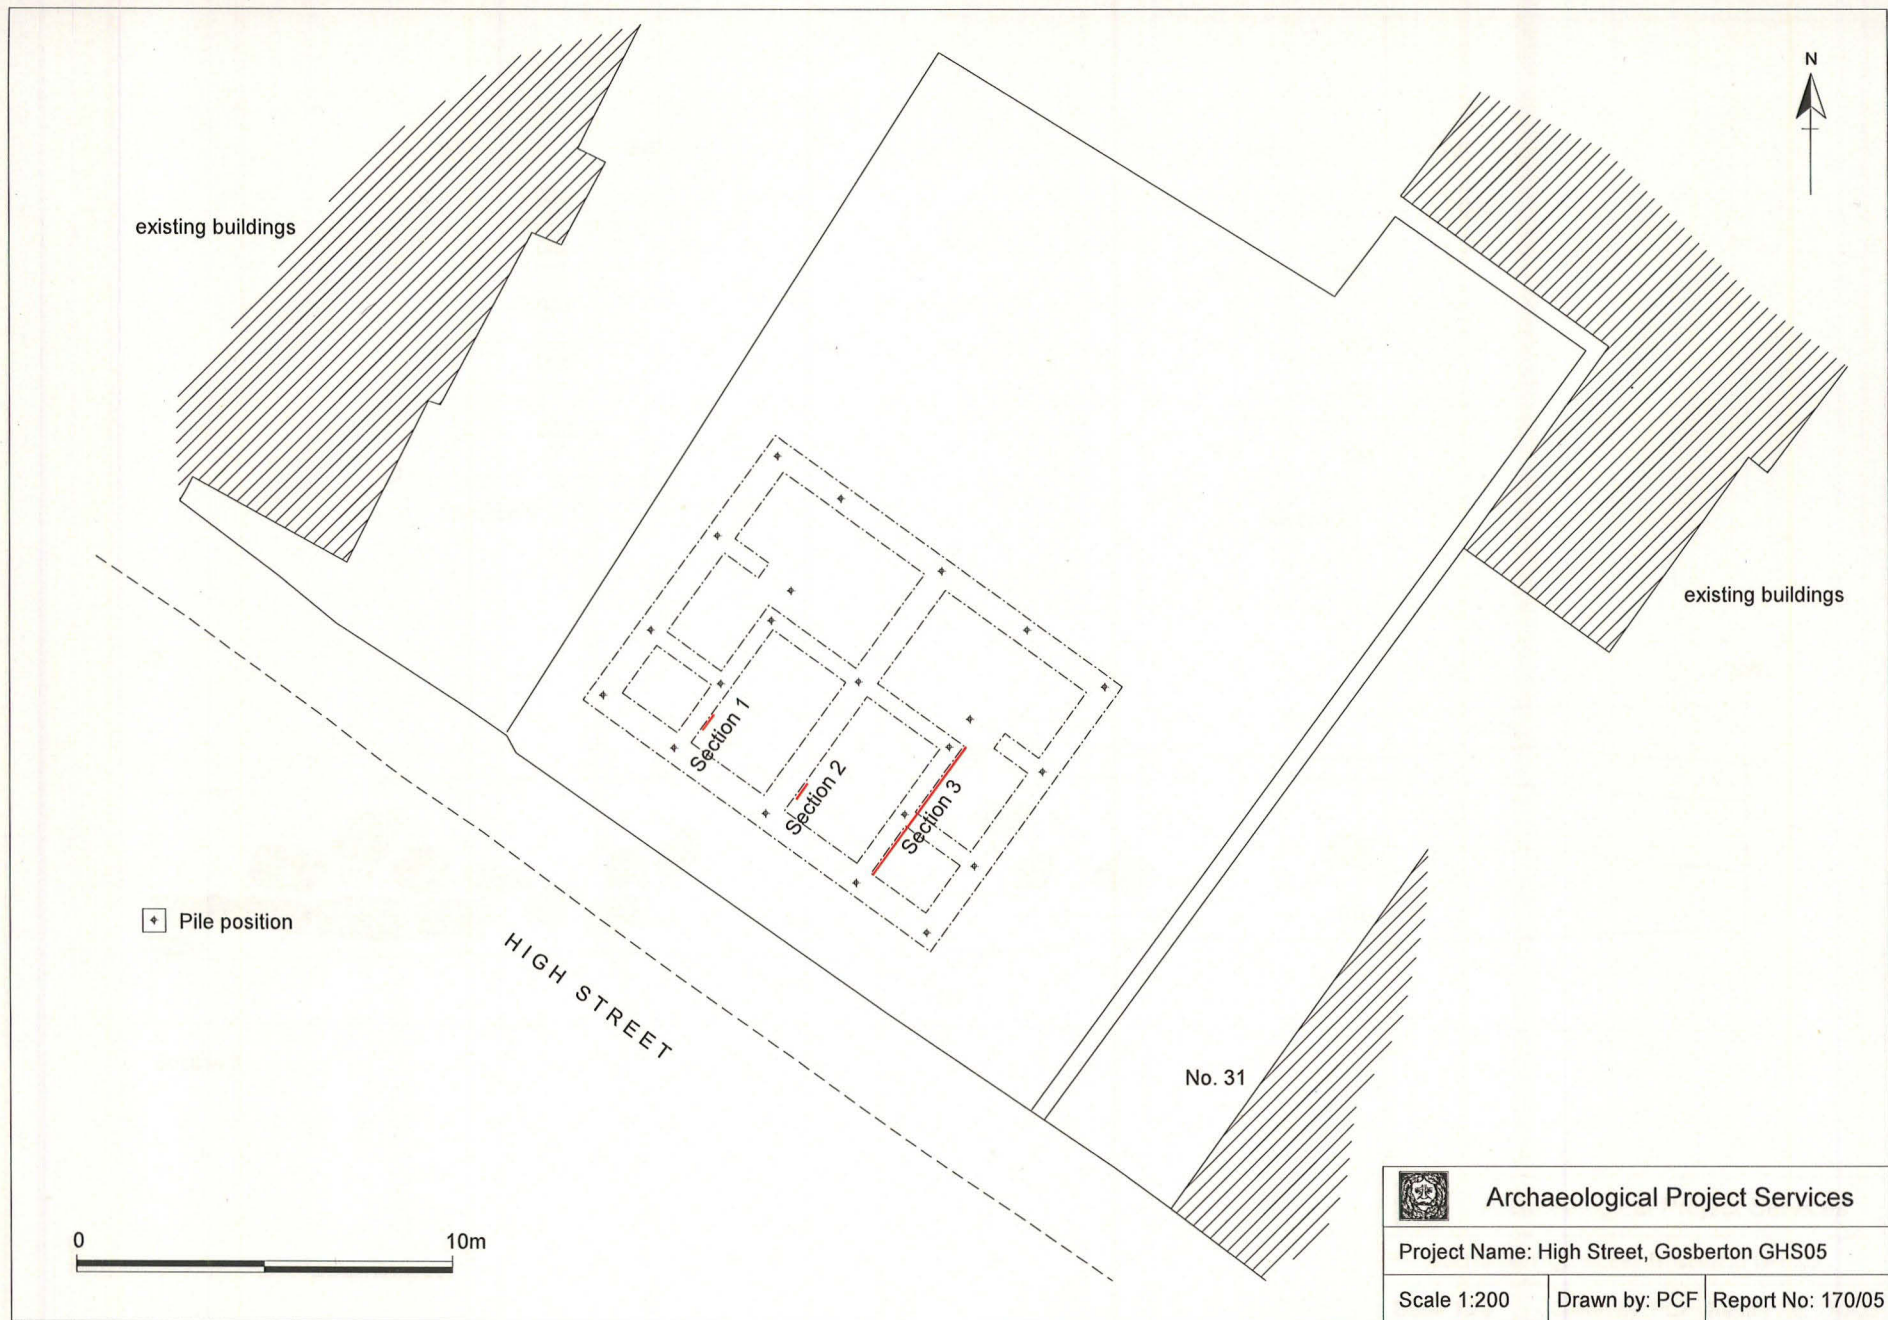 N
existing buildings
existing buildings
Section 1
Section 2
Section 3
Pile position
HIGH STREET
No. 31
0 10m
Archaeological Project Services
Project Name: High Street, Gosberton GHS05
Scale 1:200
Drawn by: PCF
Report No: 170/05